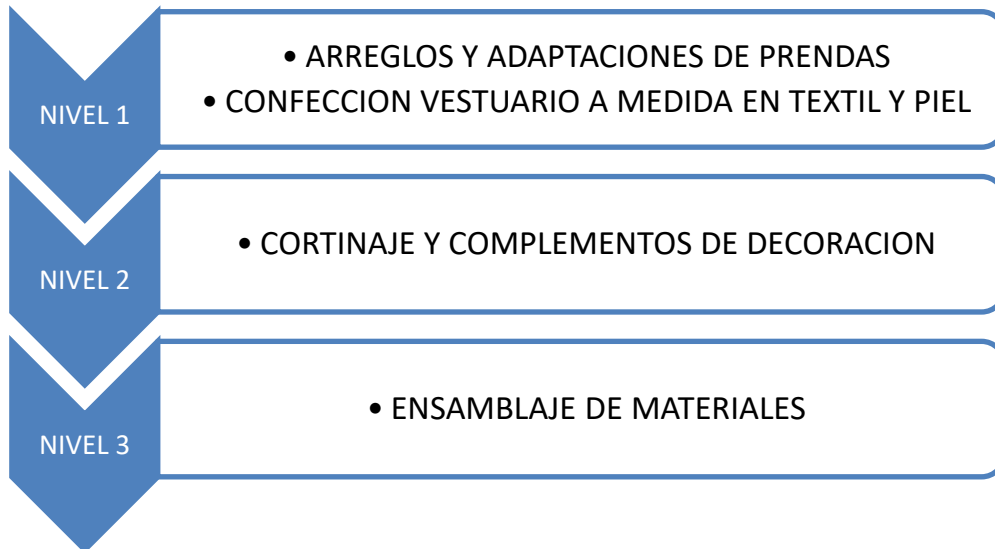 NIVEL 1
• ARREGLOS Y ADAPTACIONES DE PRENDAS
• CONFECCION VESTUARIO A MEDIDA EN TEXTIL Y PIEL
NIVEL 2
• CORTINAJE Y COMPLEMENTOS DE DECORACION
NIVEL 3
• ENSAMBLAJE DE MATERIALES